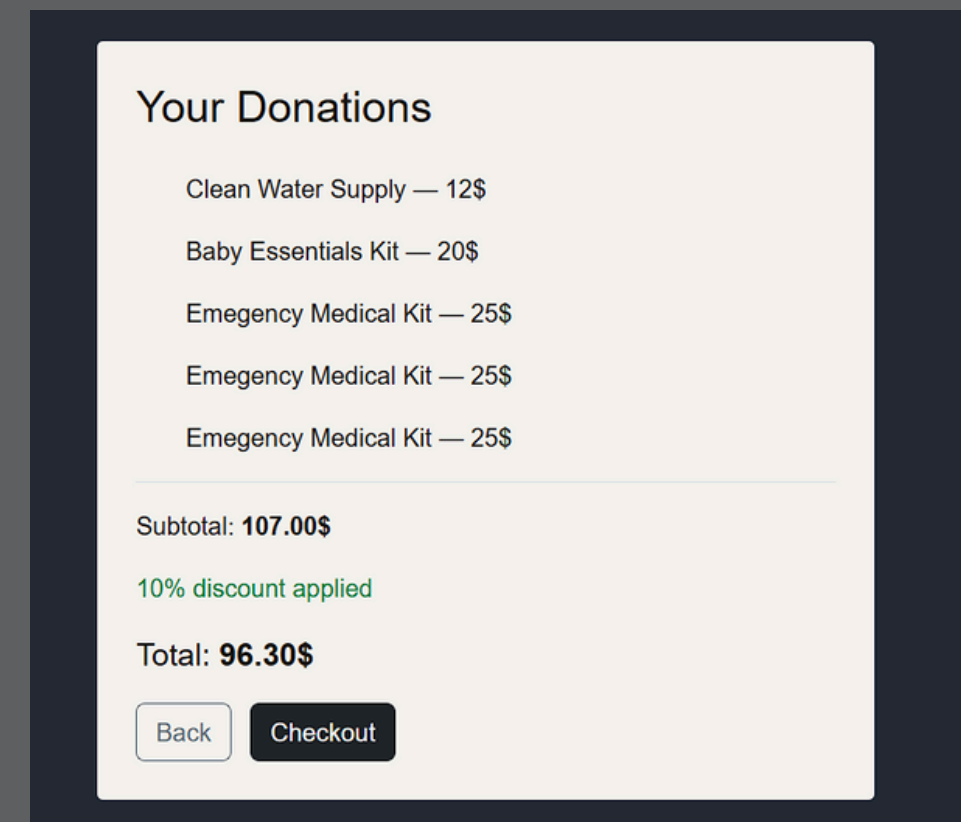 Your Donations
Clean Water Supply — 12$
Baby Essentials Kit — 20$
Emegency Medical Kit — 25$
Emegency Medical Kit — 25$
Emegency Medical Kit — 25$
Subtotal: 107.00$
10% discount applied
Total: 96.30$
Back Checkout